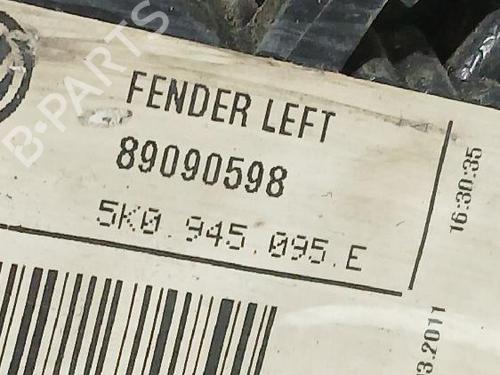 B-PARTS
FENDER LEFT
89090598
5K0.945.095.E
16:30:35
3.2011